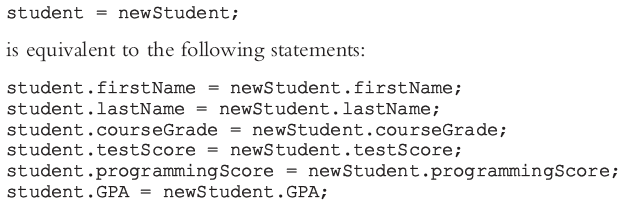 student = newStudent;
is equivalent to the following statements:
student.firstName = newStudent.firstName;
student.lastName = newStudent.lastName;
student.courseGrade = newStudent.courseGrade;
student.testScore = newStudent.testScore;
student.programmingScore = newStudent.programmingScore;
student.GPA = newStudent.GPA;